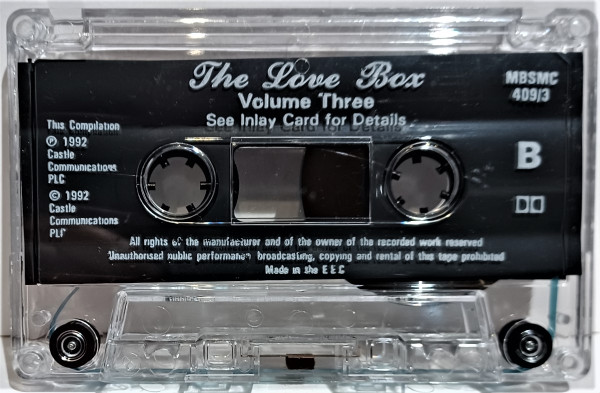 The Love Box
Volume Three
See Inlay Card for Details
MBSMC
409/3
This Compilation
℗ 1992
Castle
Communications
PLC
© 1992
Castle
Communications
PLC
B
All rights of the manufacturer and of the owner of the recorded work reserved
Unauthorised public performance broadcasting, copying and rental of this tape prohibited
Made in the E E C